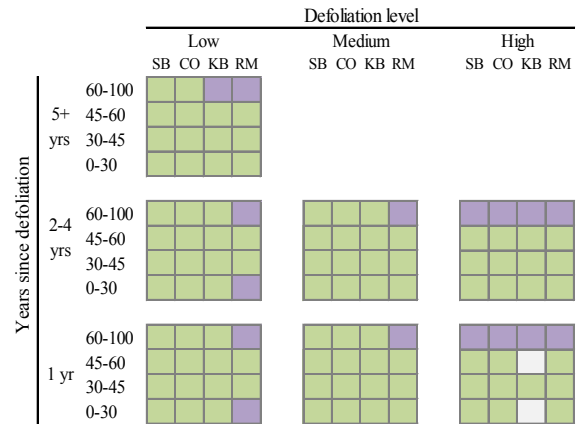 Defoliation level
Low Medium High
SB CO KB RM SB CO KB RM SB CO KB RM
Years since defoliation
5+ yrs
60-100
45-60
30-45
0-30
2-4 yrs
60-100
45-60
30-45
0-30
1 yr
60-100
45-60
30-45
0-30